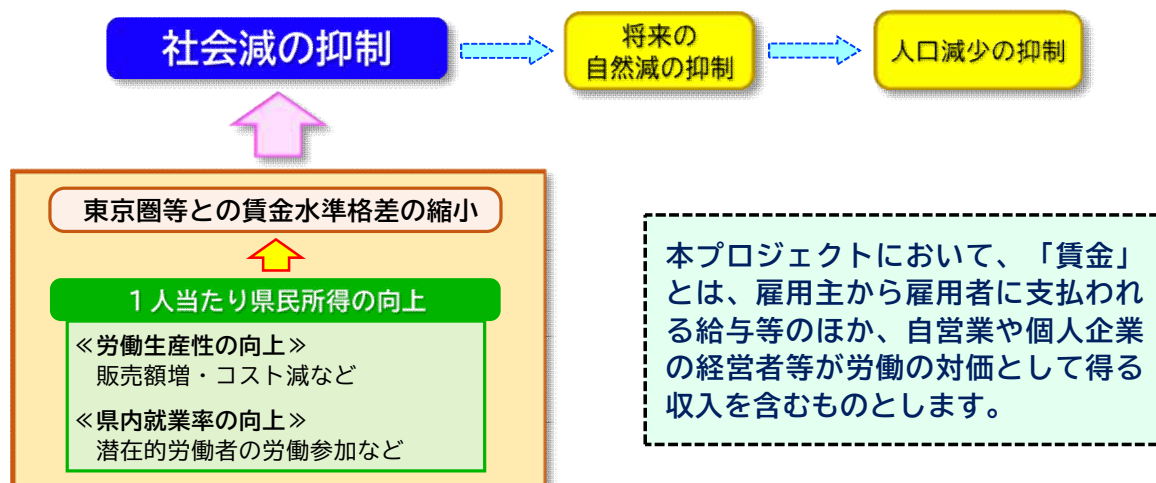 社会減の抑制
将来の
自然減の抑制
人口減少の抑制
東京圏等との賃金水準格差の縮小
1人当たり県民所得の向上
≪労働生産性の向上≫
販売額増・コスト減など
≪県内就業率の向上≫
潜在的労働者の労働参加など
本プロジェクトにおいて、「賃金」
とは、雇用主から雇用者に支払われ
る給与等のほか、自営業や個人企業
の経営者等が労働の対価として得る
収入を含むものとします。